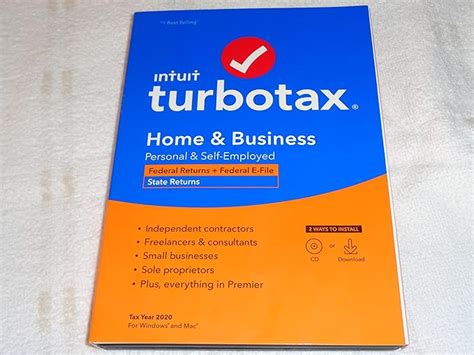 "#1 Best Selling"
ıntuıt
turbotax®
Home & Business
Personal & Self-Employed
Federal Returns + Federal E-File
State Returns
• Independent contractors
• Freelancers & consultants
• Small businesses
• Sole proprietors
• Plus, everything in Premier
2 WAYS TO INSTALL
CD or Download
Tax Year 2020
For Windows® and Mac®